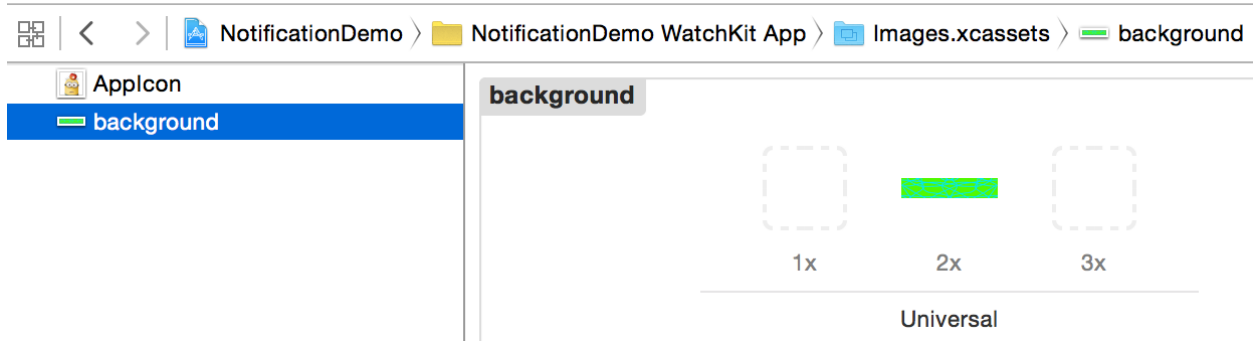 NotificationDemo NotificationDemo WatchKit App Images.xcassets background
AppIcon
background
background
1x 2x 3x
Universal